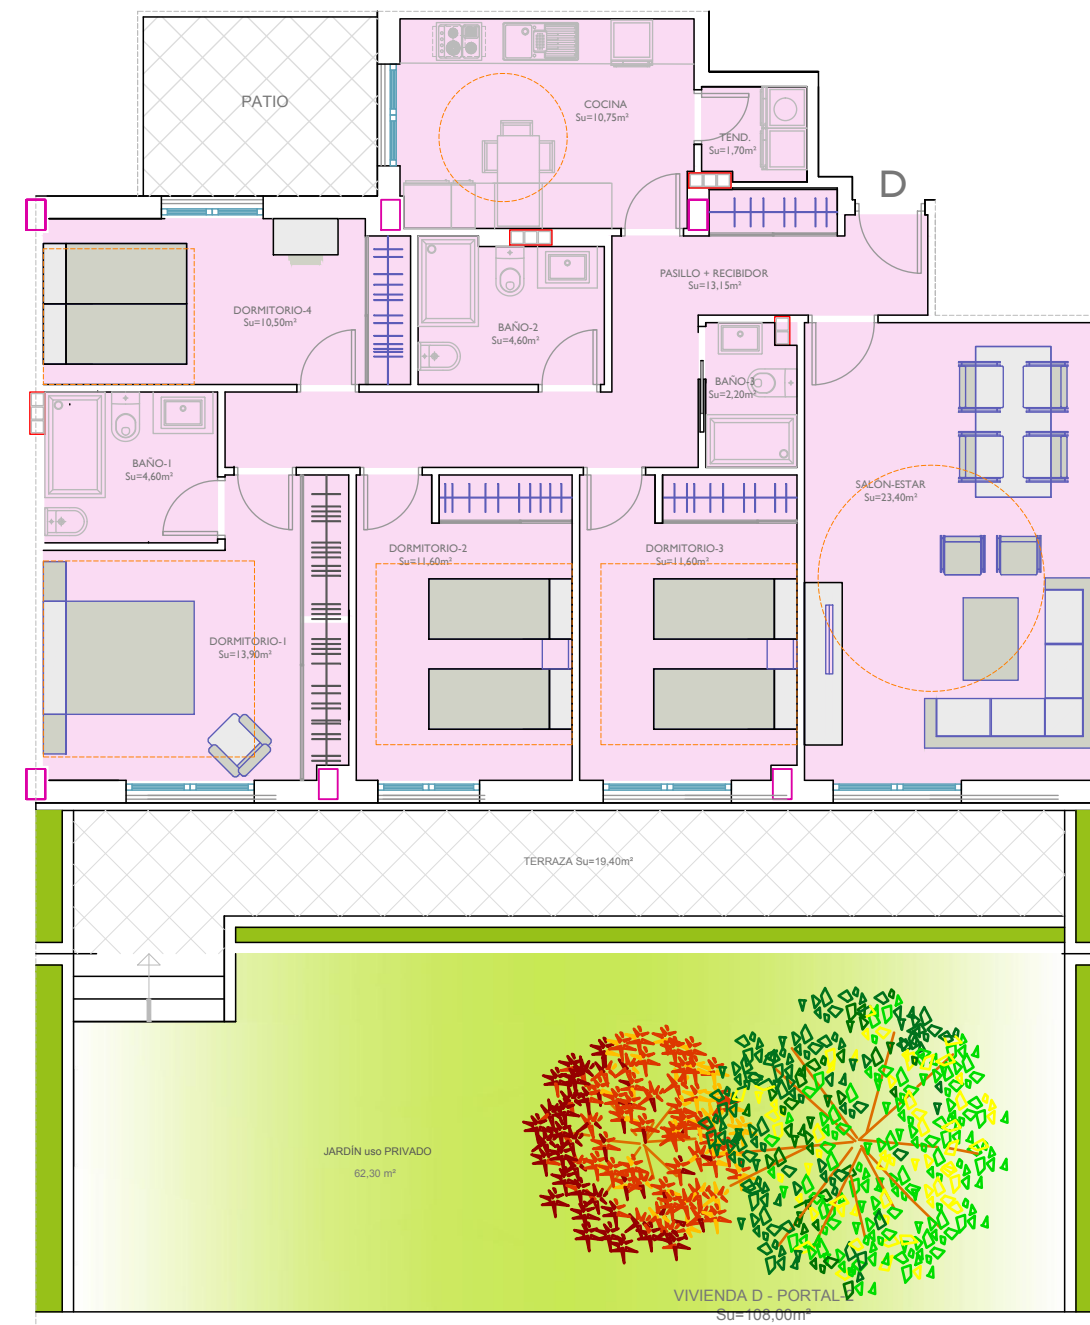 PATIO
COCINA
Su=10,75m²
TEND.
Su=1,70m²
D
PASILLO + RECIBIDOR
Su=13,15m²
DORMITORIO-4
Su=10,50m²
BAÑO-2
Su=4,60m²
BAÑO-3
Su=2,20m²
BAÑO-1
Su=4,60m²
SALÓN-ESTAR
Su=23,40m²
DORMITORIO-2
Su=11,60m²
DORMITORIO-3
Su=11,60m²
DORMITORIO-1
Su=13,90m²
TERRAZA Su=19,40m²
JARDÍN uso PRIVADO
62,30 m²
VIVIENDA D - PORTAL-2
Su=108,00m²